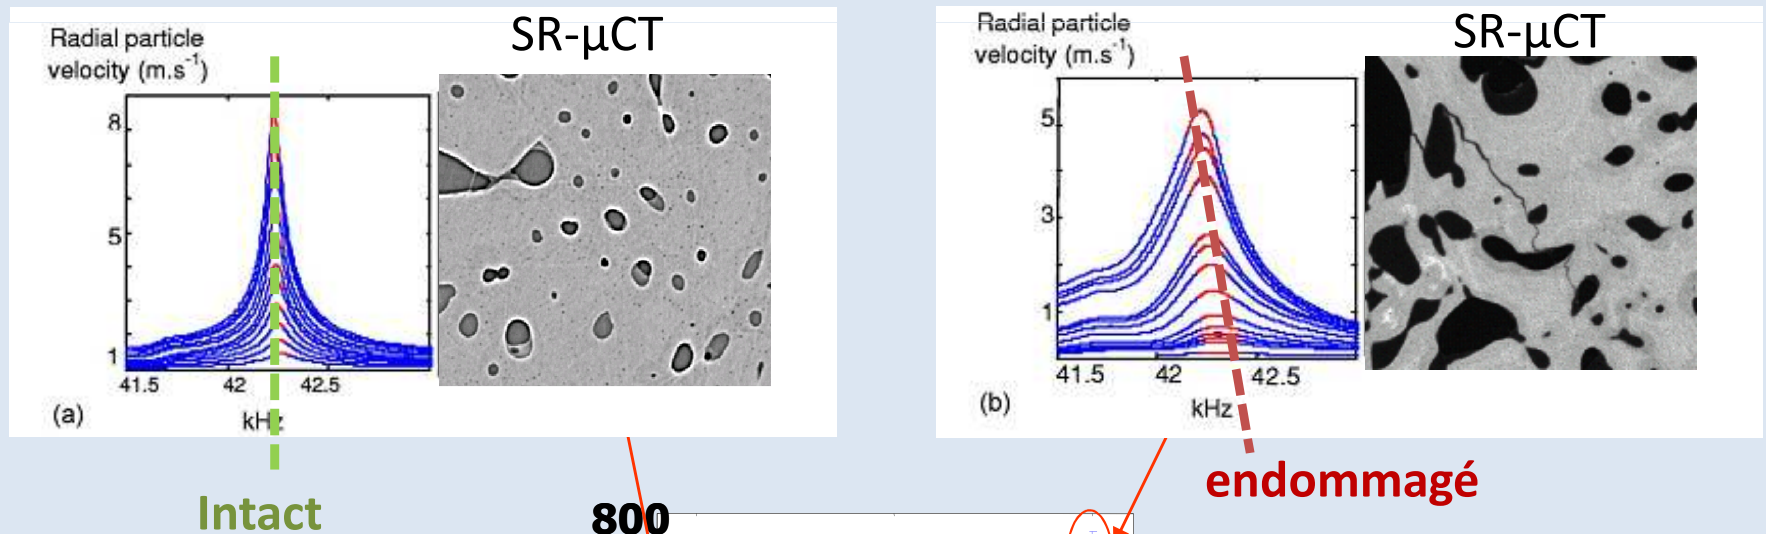 Radial particle
velocity (m.s⁻¹)
SR-µCT
8
5
1
41.5 42 42.5
(a)
kHz
Intact
Radial particle
velocity (m.s⁻¹)
SR-µCT
5
3
1
41.5 42 42.5
(b)
kHz
endommagé
800